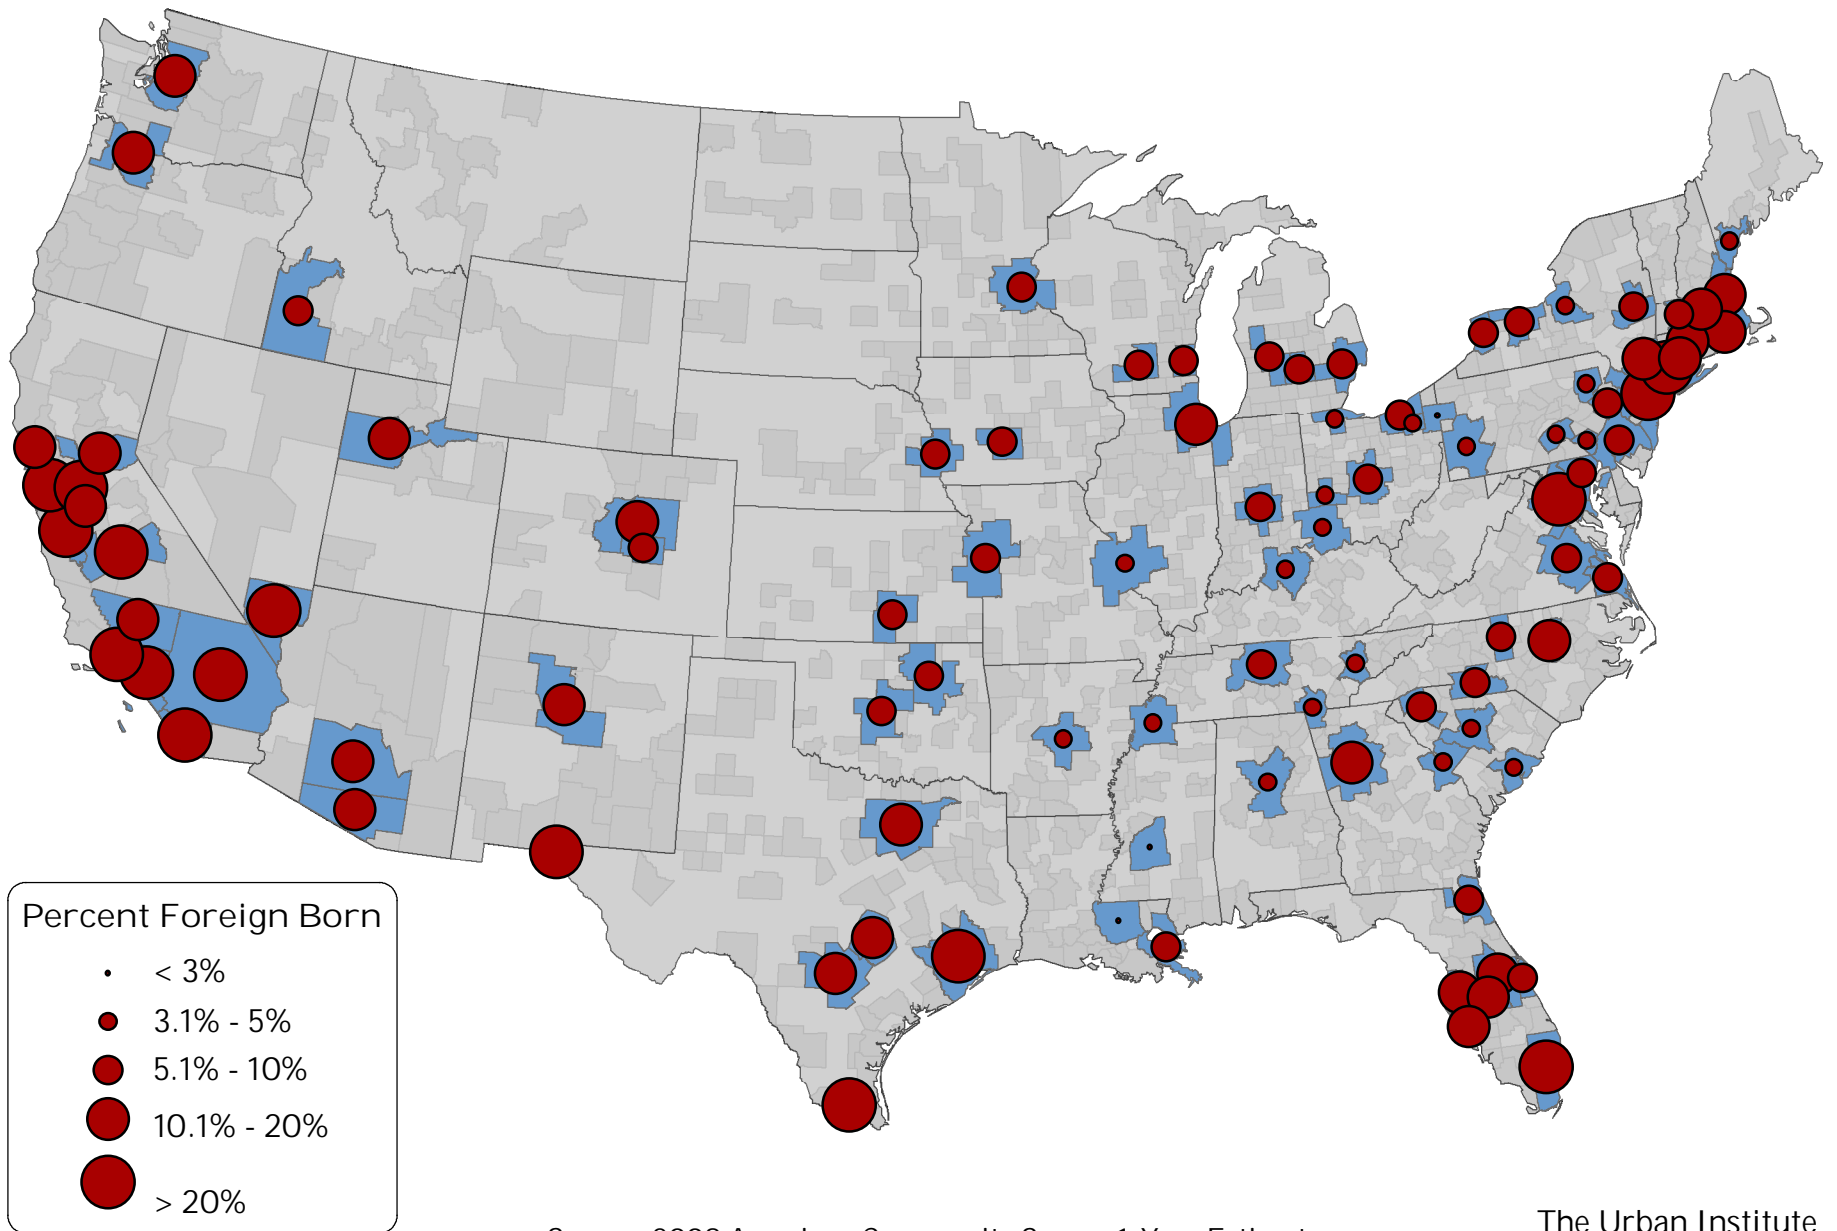 Percent Foreign Born
< 3%
3.1% - 5%
5.1% - 10%
10.1% - 20%
> 20%
The Urban Institute